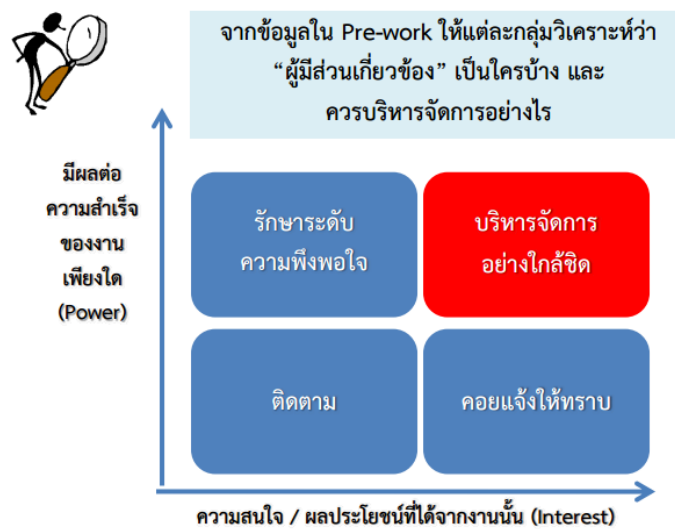 จากข้อมูลใน Pre-work ให้แต่ละกลุ่มวิเคราะห์ว่า
“ผู้มีส่วนเกี่ยวข้อง” เป็นใครบ้าง และ
ควรบริหารจัดการอย่างไร
มีผลต่อ
ความสำเร็จ
ของงาน
เพียงใด
(Power)
รักษาระดับ
ความพึงพอใจ
บริหารจัดการ
อย่างใกล้ชิด
ติดตาม
คอยแจ้งให้ทราบ
ความสนใจ / ผลประโยชน์ที่ได้จากงานนั้น (Interest)